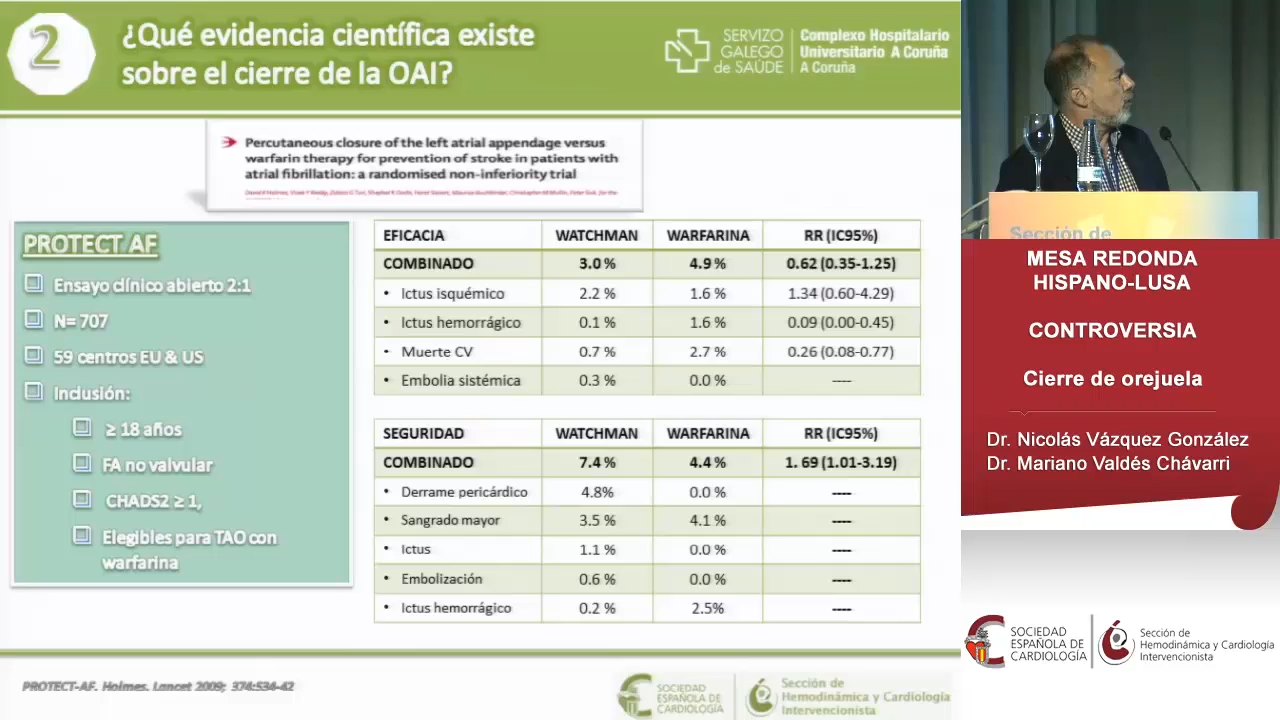 2
¿Qué evidencia científica existe
sobre el cierre de la OAI?
SERVIZO
GALEGO
de SAÚDE
Complexo Hospitalario
Universitario A Coruña
A Coruña
Percutaneous closure of the left atrial appendage versus
warfarin therapy for prevention of stroke in patients with
atrial fibrillation: a randomised non-inferiority trial
PROTECT AF
Ensayo clínico abierto 2:1
N= 707
59 centros EU & US
Inclusión:
≥ 18 años
FA no valvular
CHADS2 ≥ 1,
Elegibles para TAO con
warfarina
EFICACIA WATCHMAN WARFARINA RR (IC95%)
COMBINADO 3.0 % 4.9 % 0.62 (0.35-1.25)
• Ictus isquémico 2.2 % 1.6 % 1.34 (0.60-4.29)
• Ictus hemorrágico 0.1 % 1.6 % 0.09 (0.00-0.45)
• Muerte CV 0.7 % 2.7 % 0.26 (0.08-0.77)
• Embolia sistémica 0.3 % 0.0 % ----
SEGURIDAD WATCHMAN WARFARINA RR (IC95%)
COMBINADO 7.4 % 4.4 % 1. 69 (1.01-3.19)
• Derrame pericárdico 4.8% 0.0 % ----
• Sangrado mayor 3.5 % 4.1 % ----
• Ictus 1.1 % 0.0 % ----
• Embolización 0.6 % 0.0 % ----
• Ictus hemorrágico 0.2 % 2.5% ----
PROTECT-AF. Holmes. Lancet 2009; 374:534-42
SOCIEDAD
ESPAÑOLA DE
CARDIOLOGÍA
Sección de
Hemodinámica y Cardiología
Intervencionista
Sección de
MESA REDONDA
HISPANO-LUSA
CONTROVERSIA
Cierre de orejuela
Dr. Nicolás Vázquez González
Dr. Mariano Valdés Chávarri
SOCIEDAD
ESPAÑOLA DE
CARDIOLOGÍA
Sección de
Hemodinámica y Cardiología
Intervencionista